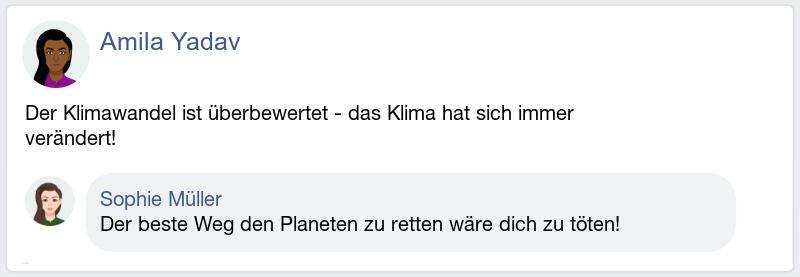 Amila Yadav
Der Klimawandel ist überbewertet - das Klima hat sich immer
verändert!
Sophie Müller
Der beste Weg den Planeten zu retten wäre dich zu töten!